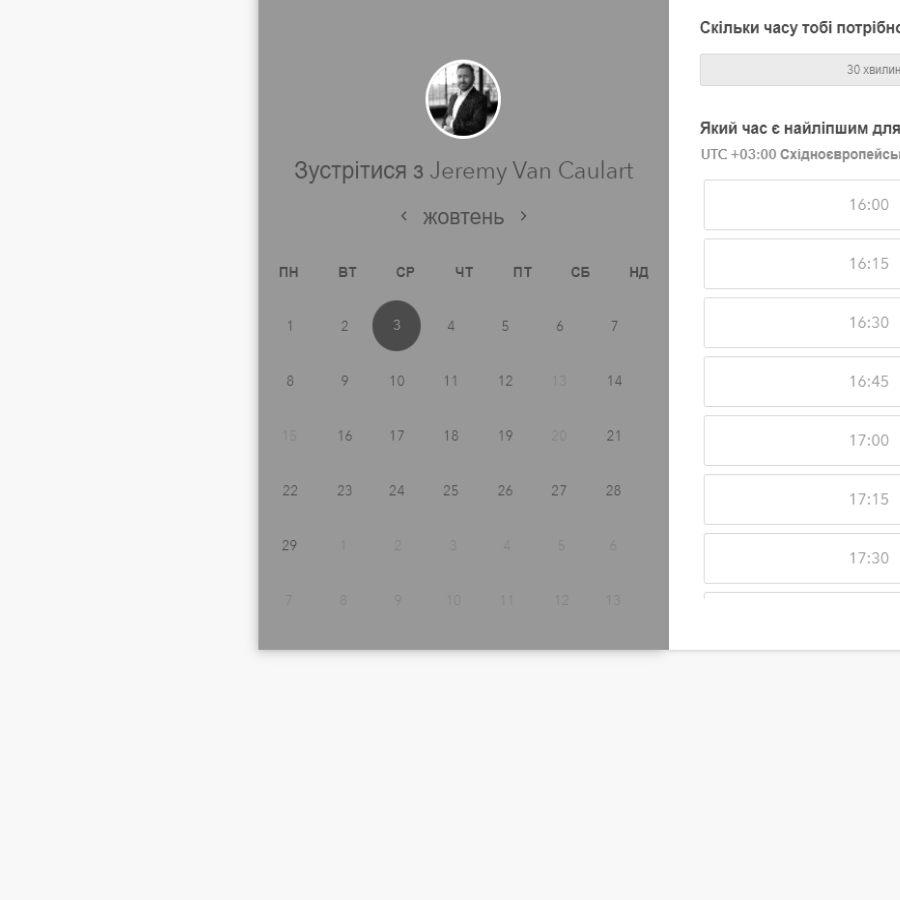 Зустрітися з Jeremy Van Caulart
жовтень
ПН ВТ СР ЧТ ПТ СБ НД
1 2 3 4 5 6 7
8 9 10 11 12 13 14
15 16 17 18 19 20 21
22 23 24 25 26 27 28
29 1 2 3 4 5 6
7 8 9 10 11 12 13
Скільки часу тобі
30
Який час є найліпшим для
UTC +03:00
16:00
16:15
16:30
16:45
17:00
17:15
17:30